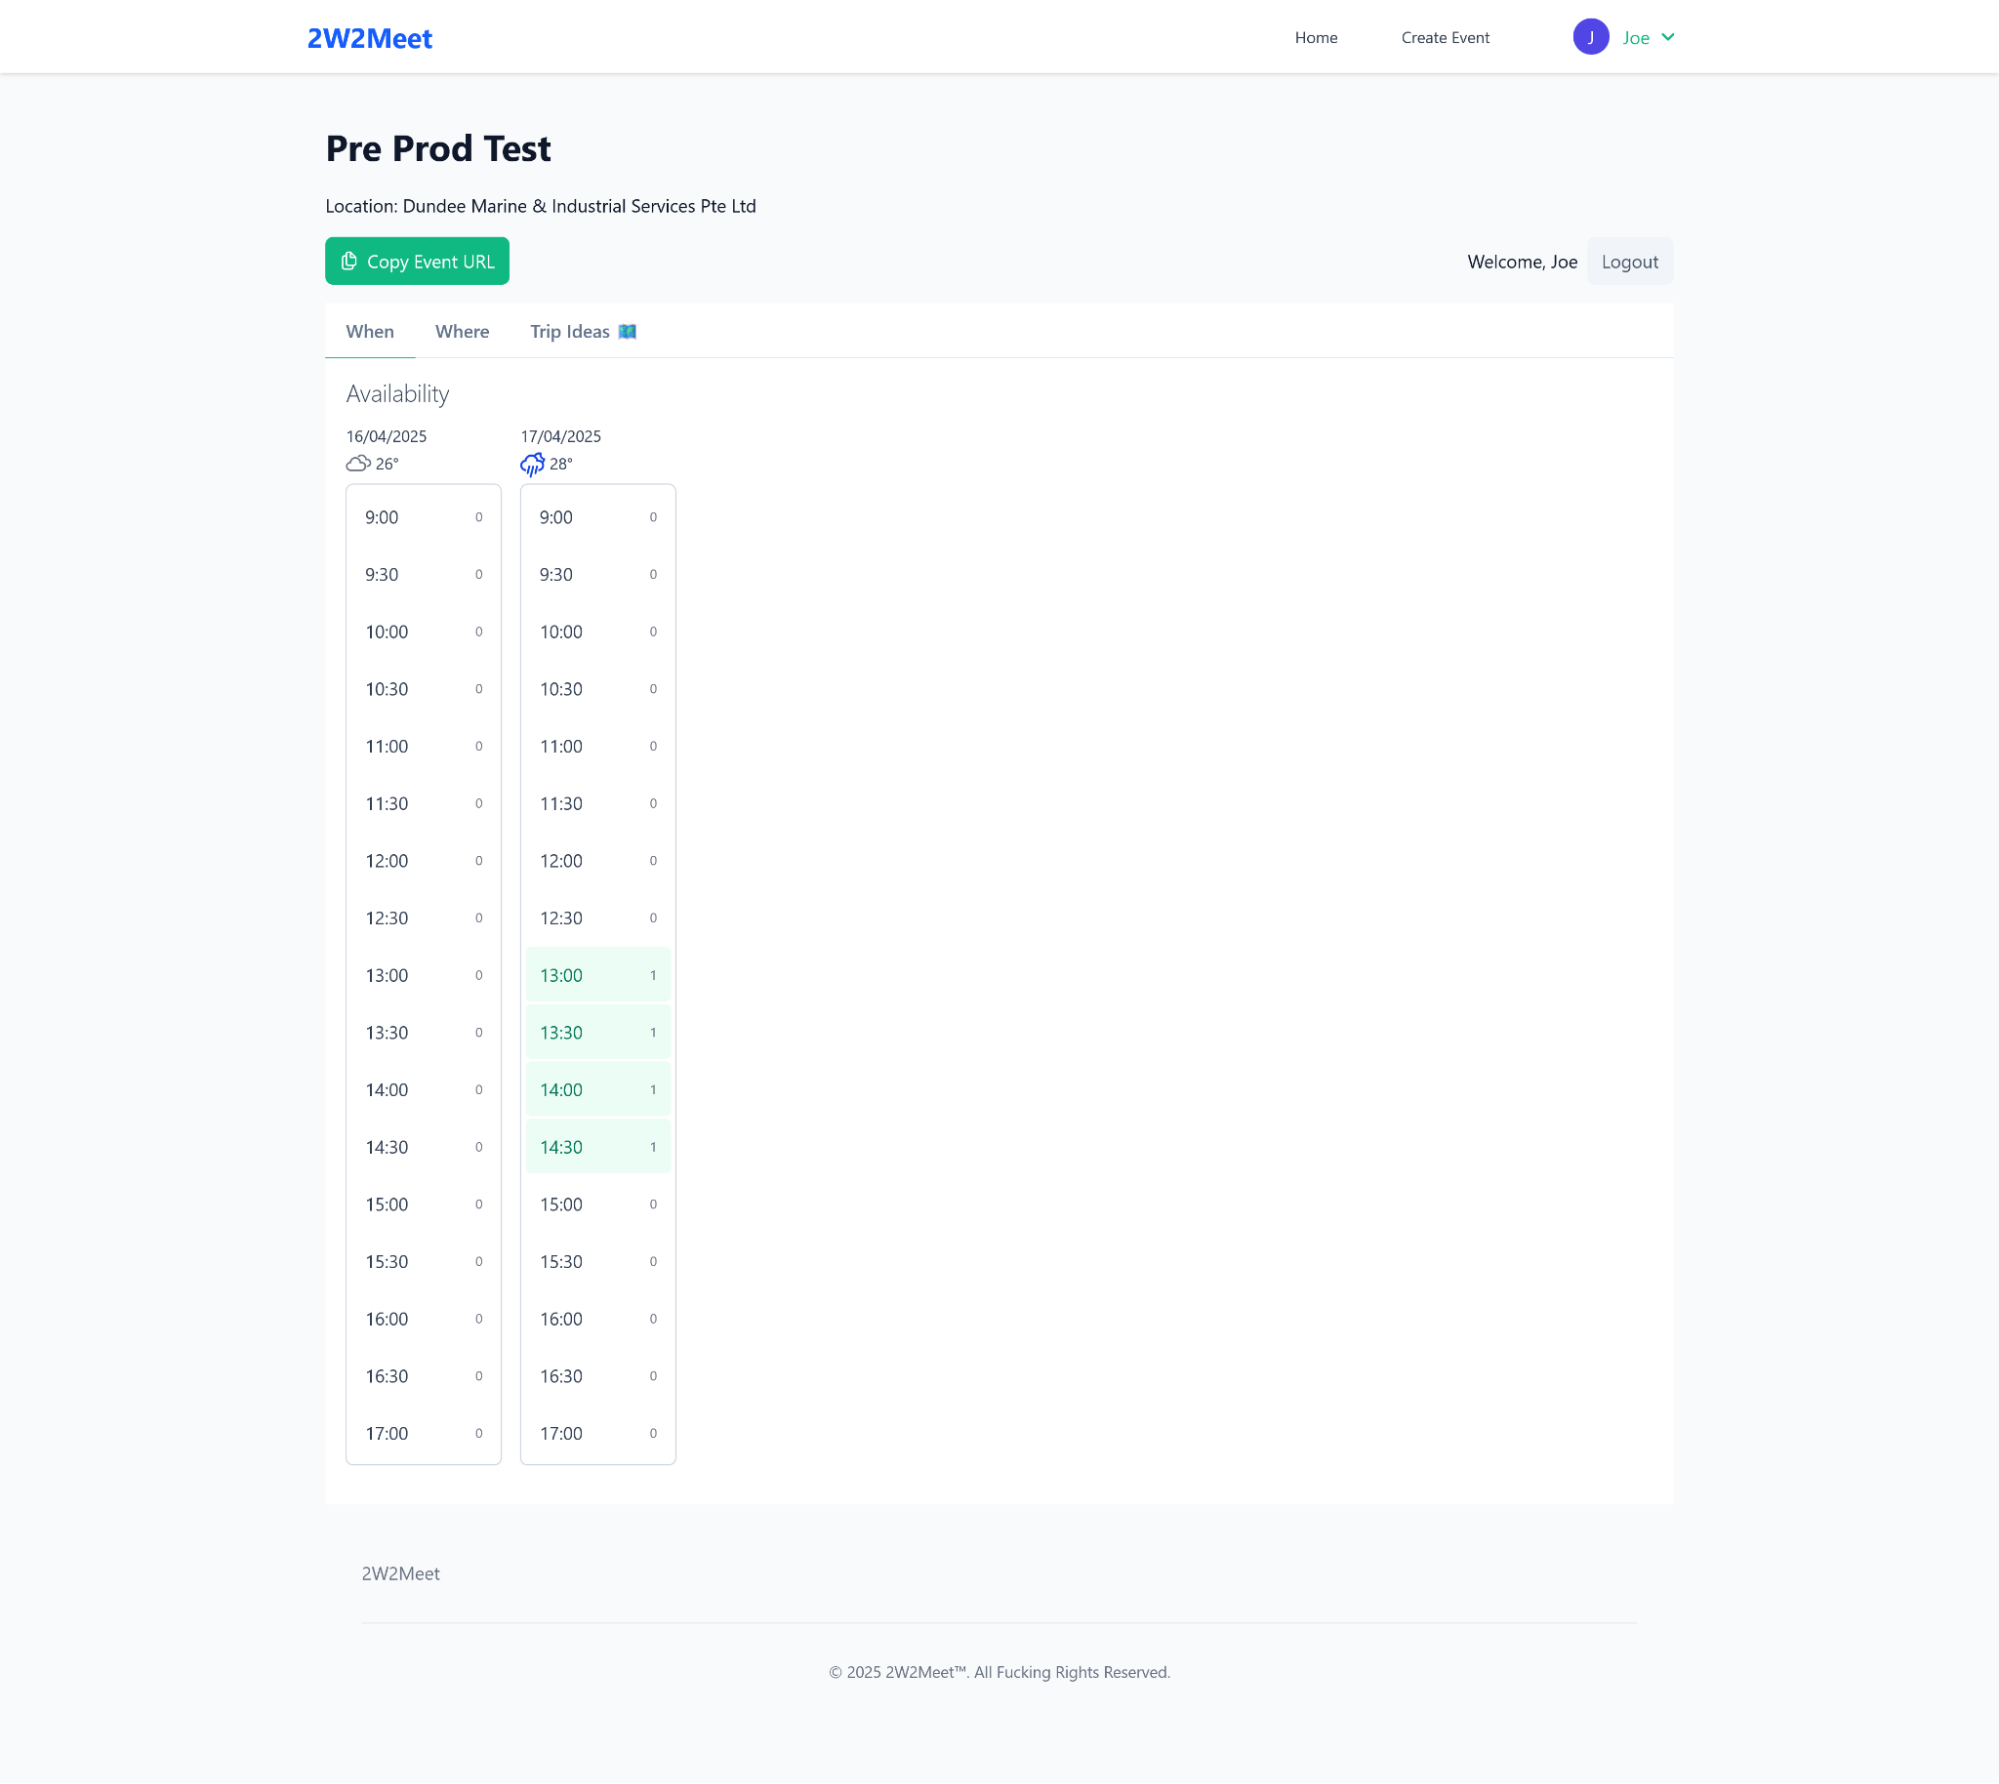 2W2Meet
Home
Create Event
J
Joe
Pre Prod Test
Location: Dundee Marine & Industrial Services Pte Ltd
Copy Event URL
Welcome, Joe
Logout
When
Where
Trip Ideas
Availability
16/04/2025
26°
9:00 0
9:30 0
10:00 0
10:30 0
11:00 0
11:30 0
12:00 0
12:30 0
13:00 0
13:30 0
14:00 0
14:30 0
15:00 0
15:30 0
16:00 0
16:30 0
17:00 0
17/04/2025
28°
9:00 0
9:30 0
10:00 0
10:30 0
11:00 0
11:30 0
12:00 0
12:30 0
13:00 1
13:30 1
14:00 1
14:30 1
15:00 0
15:30 0
16:00 0
16:30 0
17:00 0
2W2Meet
© 2025 2W2Meet™. All Fucking Rights Reserved.